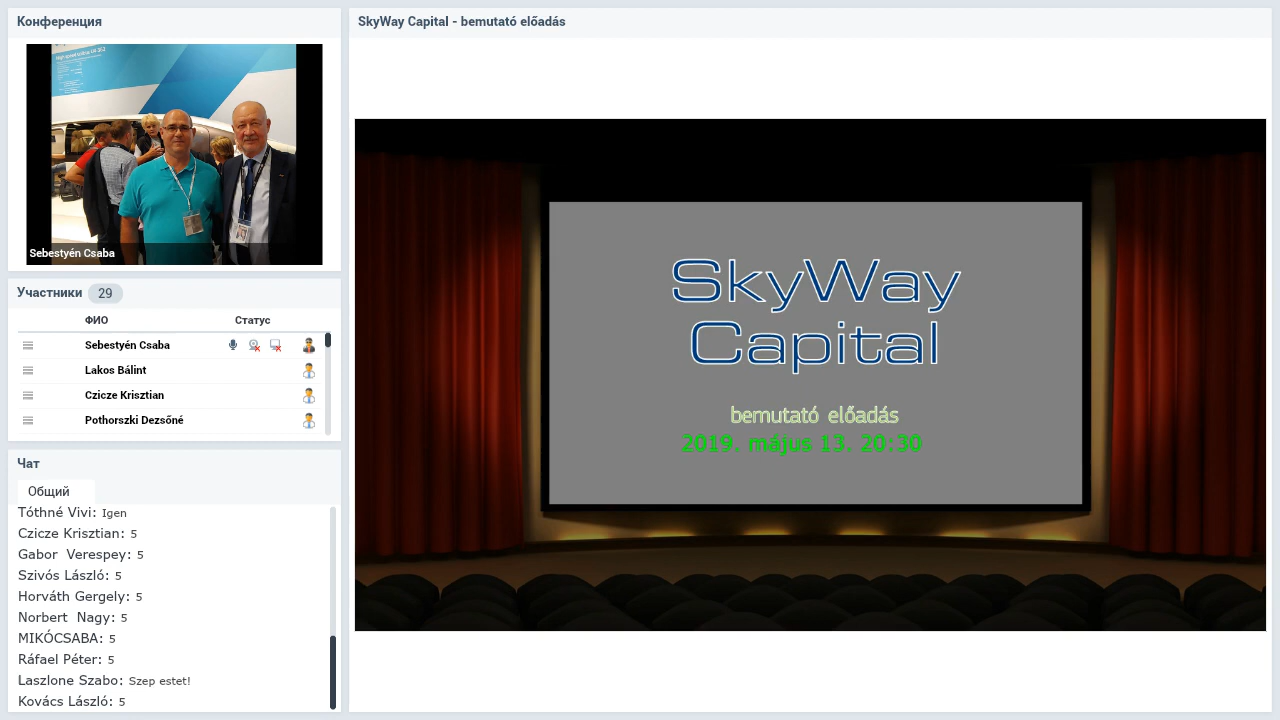 Конференция
Sebestyén Csaba
Участники 29
ФИО Статус
Sebestyén Csaba
Lakos Bálint
Czicze Krisztian
Pothorszki Dezsőné
Чат
Общий
Tóthné Vivi: Igen
Czicze Krisztian: 5
Gabor Verespey: 5
Szivós László: 5
Horváth Gergely: 5
Norbert Nagy: 5
MIKÓCSABA: 5
Ráfael Péter: 5
Laszlone Szabo: Szep estet!
Kovács László: 5
SkyWay Capital - bemutató előadás
SkyWay
Capital
bemutató előadás
2019. május 13. 20:30